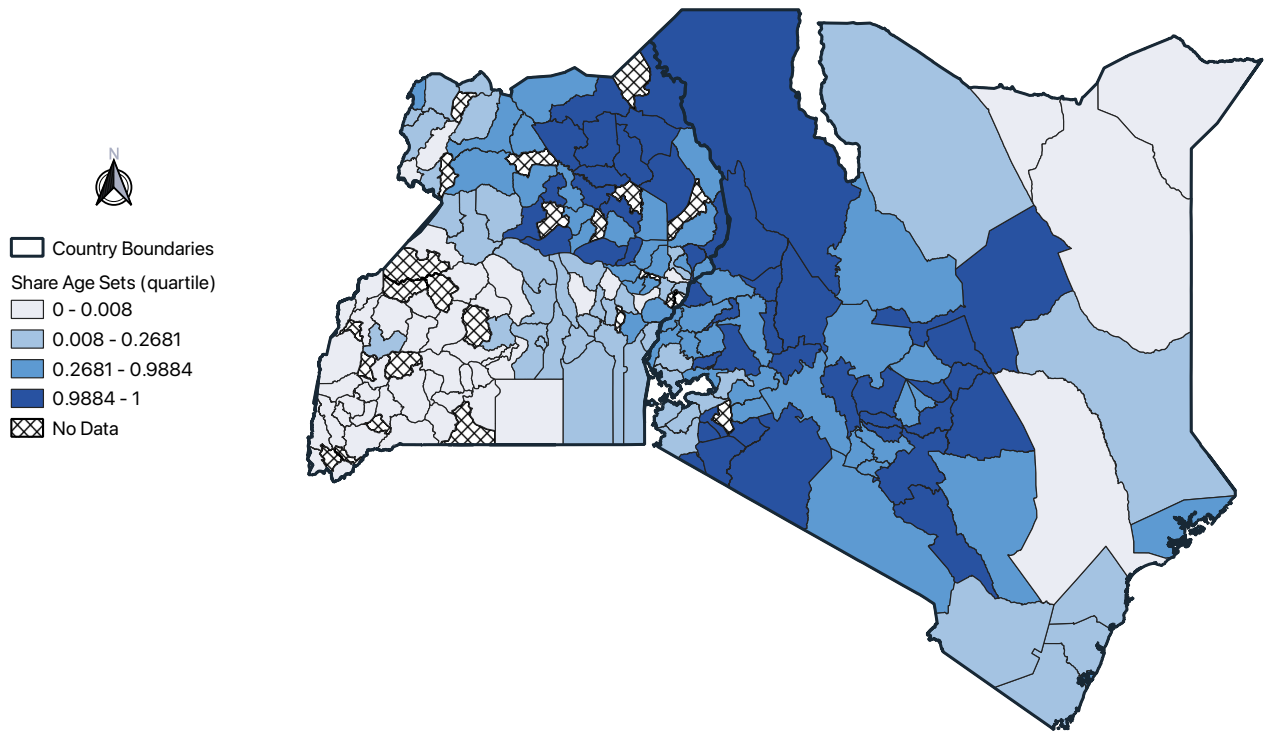 N
Country Boundaries
Share Age Sets (quartile)
0 - 0.008
0.008 - 0.2681
0.2681 - 0.9884
0.9884 - 1
No Data